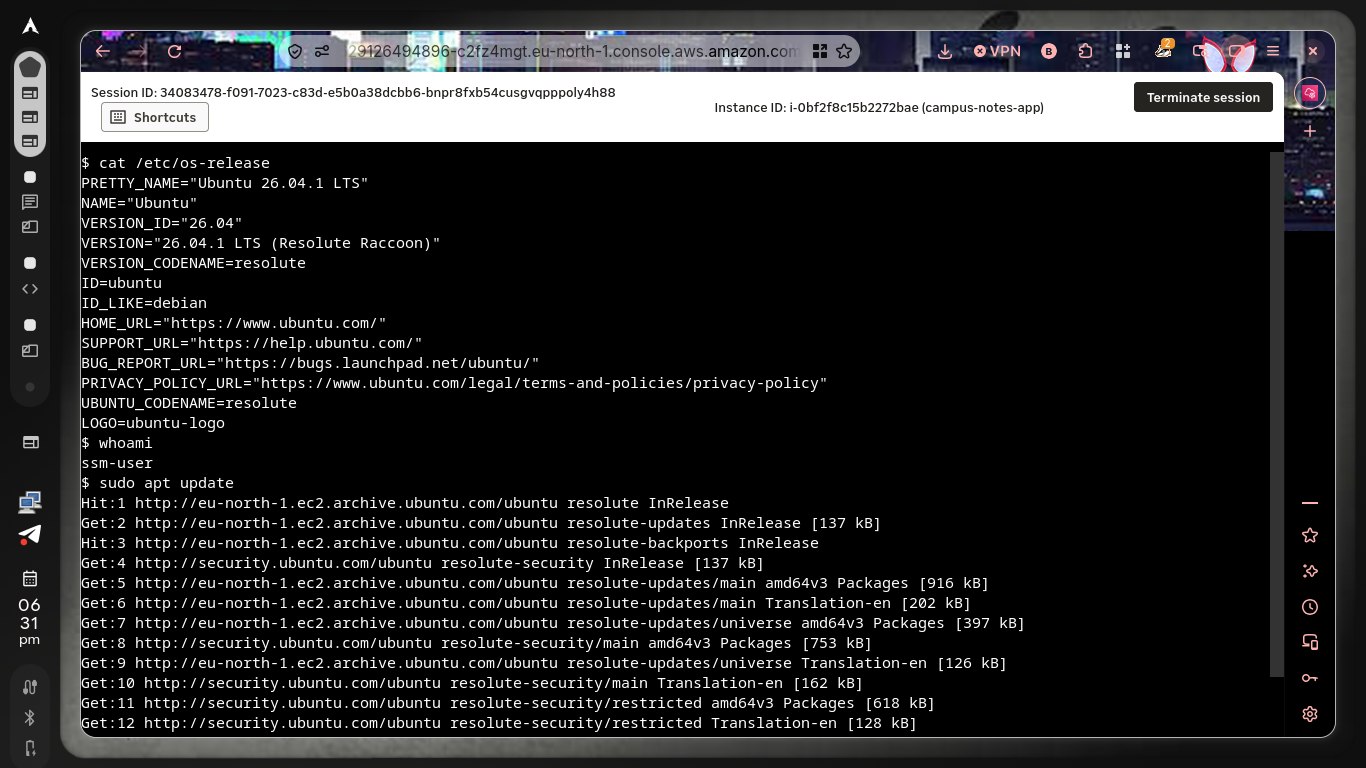 29126494896-c2fz4mgt.eu-north-1.console.aws.amazon.com
VPN
B
2
Session ID: 34083478-f091-7023-c83d-e5b0a38dcbb6-bnpr8fxb54cusgvqpppoly4h88
Shortcuts
Instance ID: i-0bf2f8c15b2272bae (campus-notes-app)
Terminate session
$ cat /etc/os-release
PRETTY_NAME="Ubuntu 26.04.1 LTS"
NAME="Ubuntu"
VERSION_ID="26.04"
VERSION="26.04.1 LTS (Resolute Raccoon)"
VERSION_CODENAME=resolute
ID=ubuntu
ID_LIKE=debian
HOME_URL="https://www.ubuntu.com/"
SUPPORT_URL="https://help.ubuntu.com/"
BUG_REPORT_URL="https://bugs.launchpad.net/ubuntu/"
PRIVACY_POLICY_URL="https://www.ubuntu.com/legal/terms-and-policies/privacy-policy"
UBUNTU_CODENAME=resolute
LOGO=ubuntu-logo
$ whoami
ssm-user
$ sudo apt update
Hit:1 http://eu-north-1.ec2.archive.ubuntu.com/ubuntu resolute InRelease
Get:2 http://eu-north-1.ec2.archive.ubuntu.com/ubuntu resolute-updates InRelease [137 kB]
Hit:3 http://eu-north-1.ec2.archive.ubuntu.com/ubuntu resolute-backports InRelease
Get:4 http://security.ubuntu.com/ubuntu resolute-security InRelease [137 kB]
Get:5 http://eu-north-1.ec2.archive.ubuntu.com/ubuntu resolute-updates/main amd64v3 Packages [916 kB]
Get:6 http://eu-north-1.ec2.archive.ubuntu.com/ubuntu resolute-updates/main Translation-en [202 kB]
Get:7 http://eu-north-1.ec2.archive.ubuntu.com/ubuntu resolute-updates/universe amd64v3 Packages [397 kB]
Get:8 http://security.ubuntu.com/ubuntu resolute-security/main amd64v3 Packages [753 kB]
Get:9 http://eu-north-1.ec2.archive.ubuntu.com/ubuntu resolute-updates/universe Translation-en [126 kB]
Get:10 http://security.ubuntu.com/ubuntu resolute-security/main Translation-en [162 kB]
Get:11 http://security.ubuntu.com/ubuntu resolute-security/restricted amd64v3 Packages [618 kB]
Get:12 http://security.ubuntu.com/ubuntu resolute-security/restricted Translation-en [128 kB]
06
31
pm